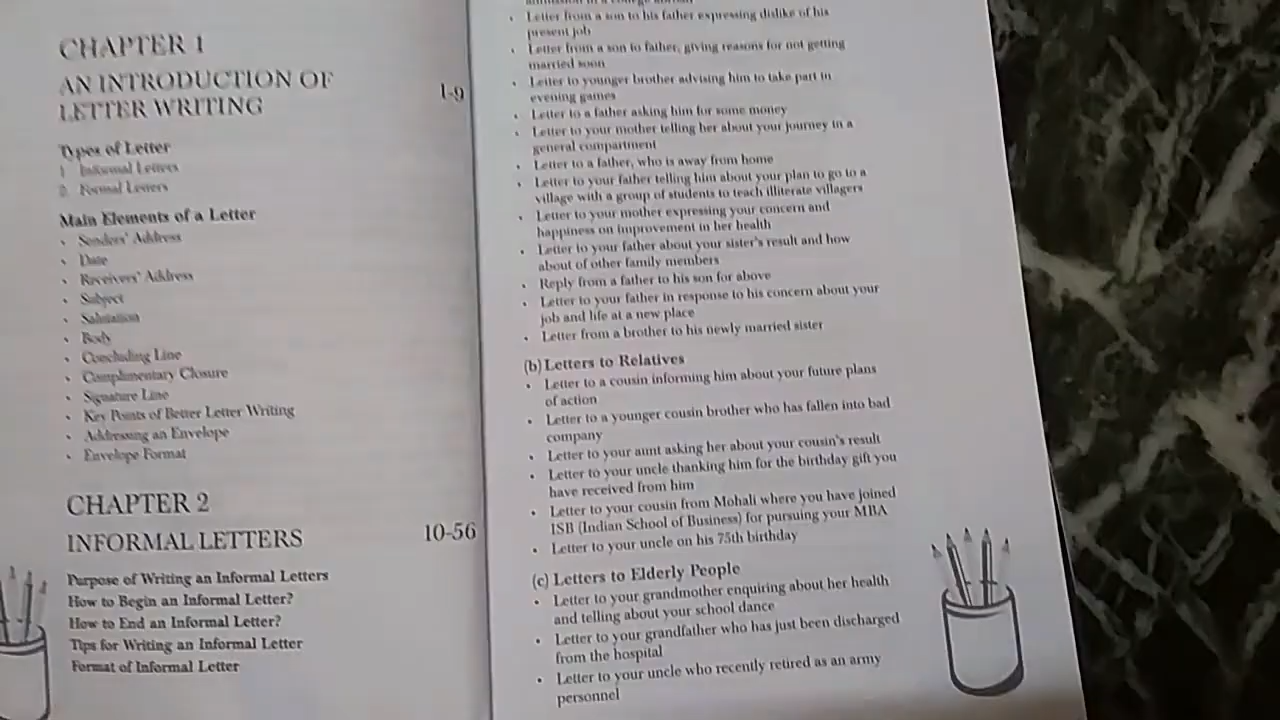 CHAPTER 1
AN INTRODUCTION OF
LETTER WRITING
1-9
Types of Letter
1 Informal Letters
2 Formal Letters
Main Elements of a Letter
• Senders' Address
• Date
• Receivers' Address
• Subject
• Salutation
• Body
• Concluding Line
• Complimentary Closure
• Signature Line
• Key Points of Better Letter Writing
• Addressing an Envelope
• Envelope Format
CHAPTER 2
INFORMAL LETTERS
10-56
Purpose of Writing an Informal Letters
How to Begin an Informal Letter?
How to End an Informal Letter?
Tips for Writing an Informal Letter
Format of Informal Letter
• Letter from a son to his father expressing dislike of his
present job
• Letter from a son to father, giving reasons for not getting
married soon
• Letter to younger brother advising him to take part in
evening games
• Letter to a father asking him for some money
• Letter to your mother telling her about your journey in a
general compartment
• Letter to a father, who is away from home
• Letter to your father telling him about your plan to go to a
village with a group of students to teach illiterate villagers
• Letter to your mother expressing your concern and
happiness on improvement in her health
• Letter to your father about your sister's result and how
about of other family members
• Reply from a father to his son for above
• Letter to your father in response to his concern about your
job and life at a new place
• Letter from a brother to his newly married sister
(b) Letters to Relatives
• Letter to a cousin informing him about your future plans
of action
• Letter to a younger cousin brother who has fallen into bad
company
• Letter to your aunt asking her about your cousin's result
• Letter to your uncle thanking him for the birthday gift you
have received from him
• Letter to your cousin from Mohali where you have joined
ISB (Indian School of Business) for pursuing your MBA
• Letter to your uncle on his 75th birthday
(c) Letters to Elderly People
• Letter to your grandmother enquiring about her health
and telling about your school dance
• Letter to your grandfather who has just been discharged
from the hospital
• Letter to your uncle who recently retired as an army
personnel